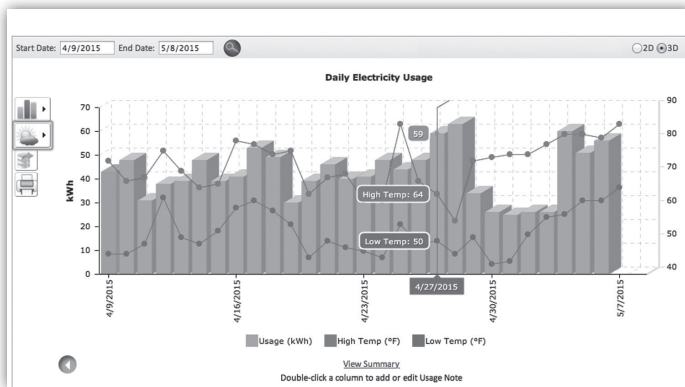 Start Date: 4/9/2015 End Date: 5/8/2015 2D 3D
Daily Electricity Usage
kWh
70
60
50
40
30
20
10
0
90
80
70
60
50
40
59
High Temp: 64
Low Temp: 50
4/27/2015
4/9/2015
4/16/2015
4/23/2015
4/30/2015
5/7/2015
Usage (kWh) High Temp (°F) Low Temp (°F)
View Summary
Double-click a column to add or edit Usage Note